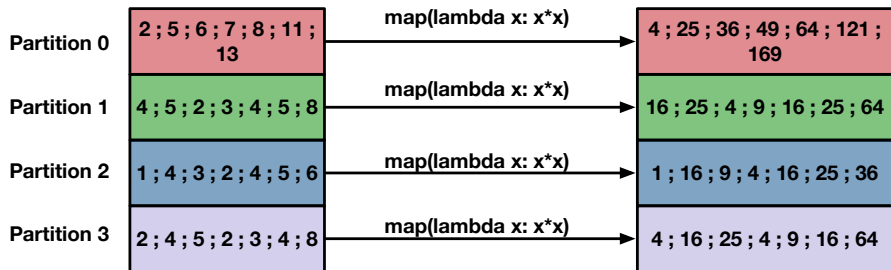 map(lambda x: x*x)
Partition 0
2 ; 5 ; 6 ; 7 ; 8 ; 11 ;
13
4 ; 25 ; 36 ; 49 ; 64 ; 121 ;
169
map(lambda x: x*x)
Partition 1
4 ; 5 ; 2 ; 3 ; 4 ; 5 ; 8
16 ; 25 ; 4 ; 9 ; 16 ; 25 ; 64
map(lambda x: x*x)
Partition 2
1 ; 4 ; 3 ; 2 ; 4 ; 5 ; 6
1 ; 16 ; 9 ; 4 ; 16 ; 25 ; 36
map(lambda x: x*x)
Partition 3
2 ; 4 ; 5 ; 2 ; 3 ; 4 ; 8
4 ; 16 ; 25 ; 4 ; 9 ; 16 ; 64